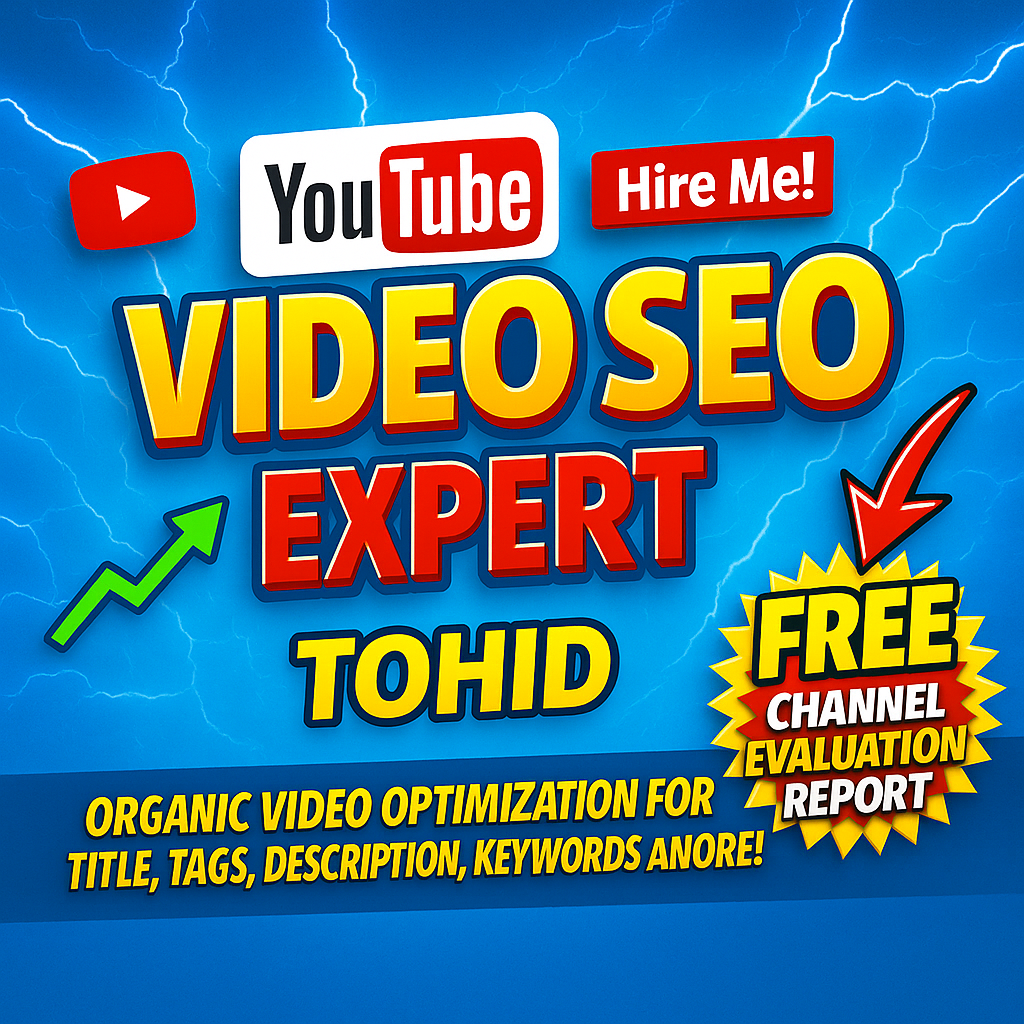 YouTube
Hire Me!
VIDEO SEO
EXPERT
TOHID
FREE
CHANNEL
EVALUATION
REPORT
ORGANIC VIDEO OPTIMIZATION FOR
TITLE, TAGS, DESCRIPTION, KEYWORDS ANORE!